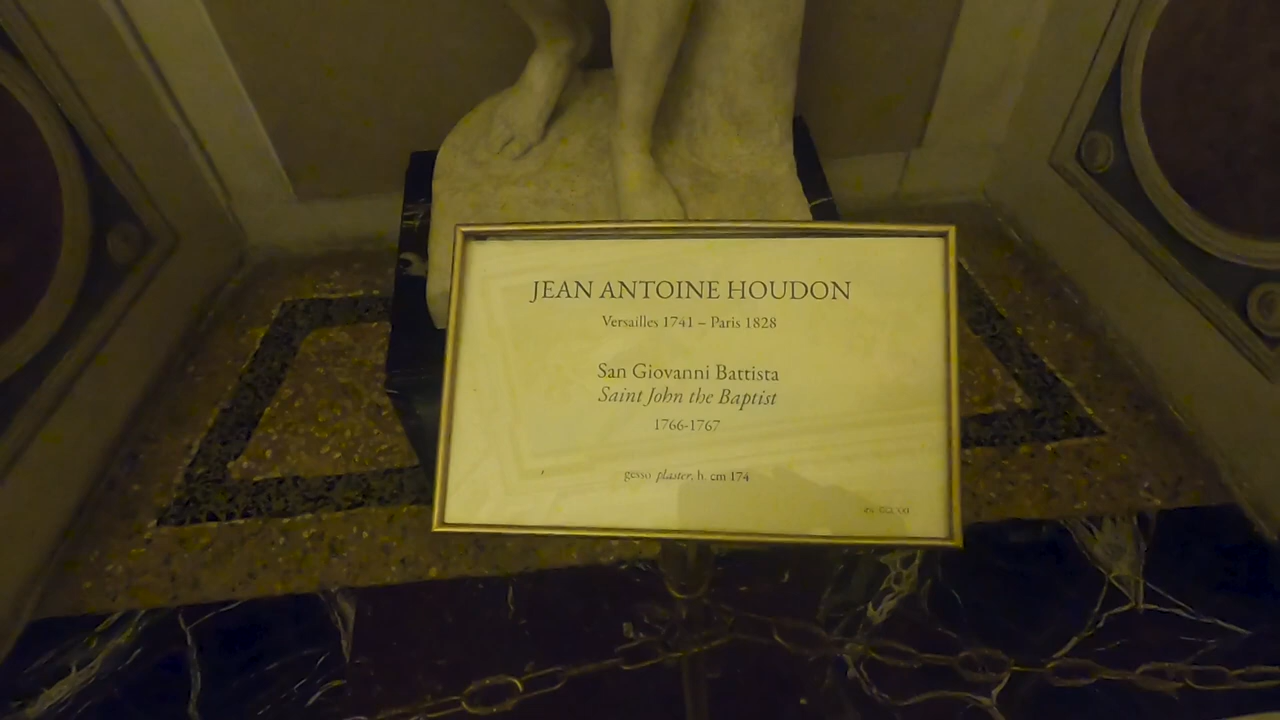 JEAN ANTOINE HOUDON
Versailles 1741 – Paris 1828
San Giovanni Battista
Saint John the Baptist
1766-1767
gesso plaster, h. cm 174